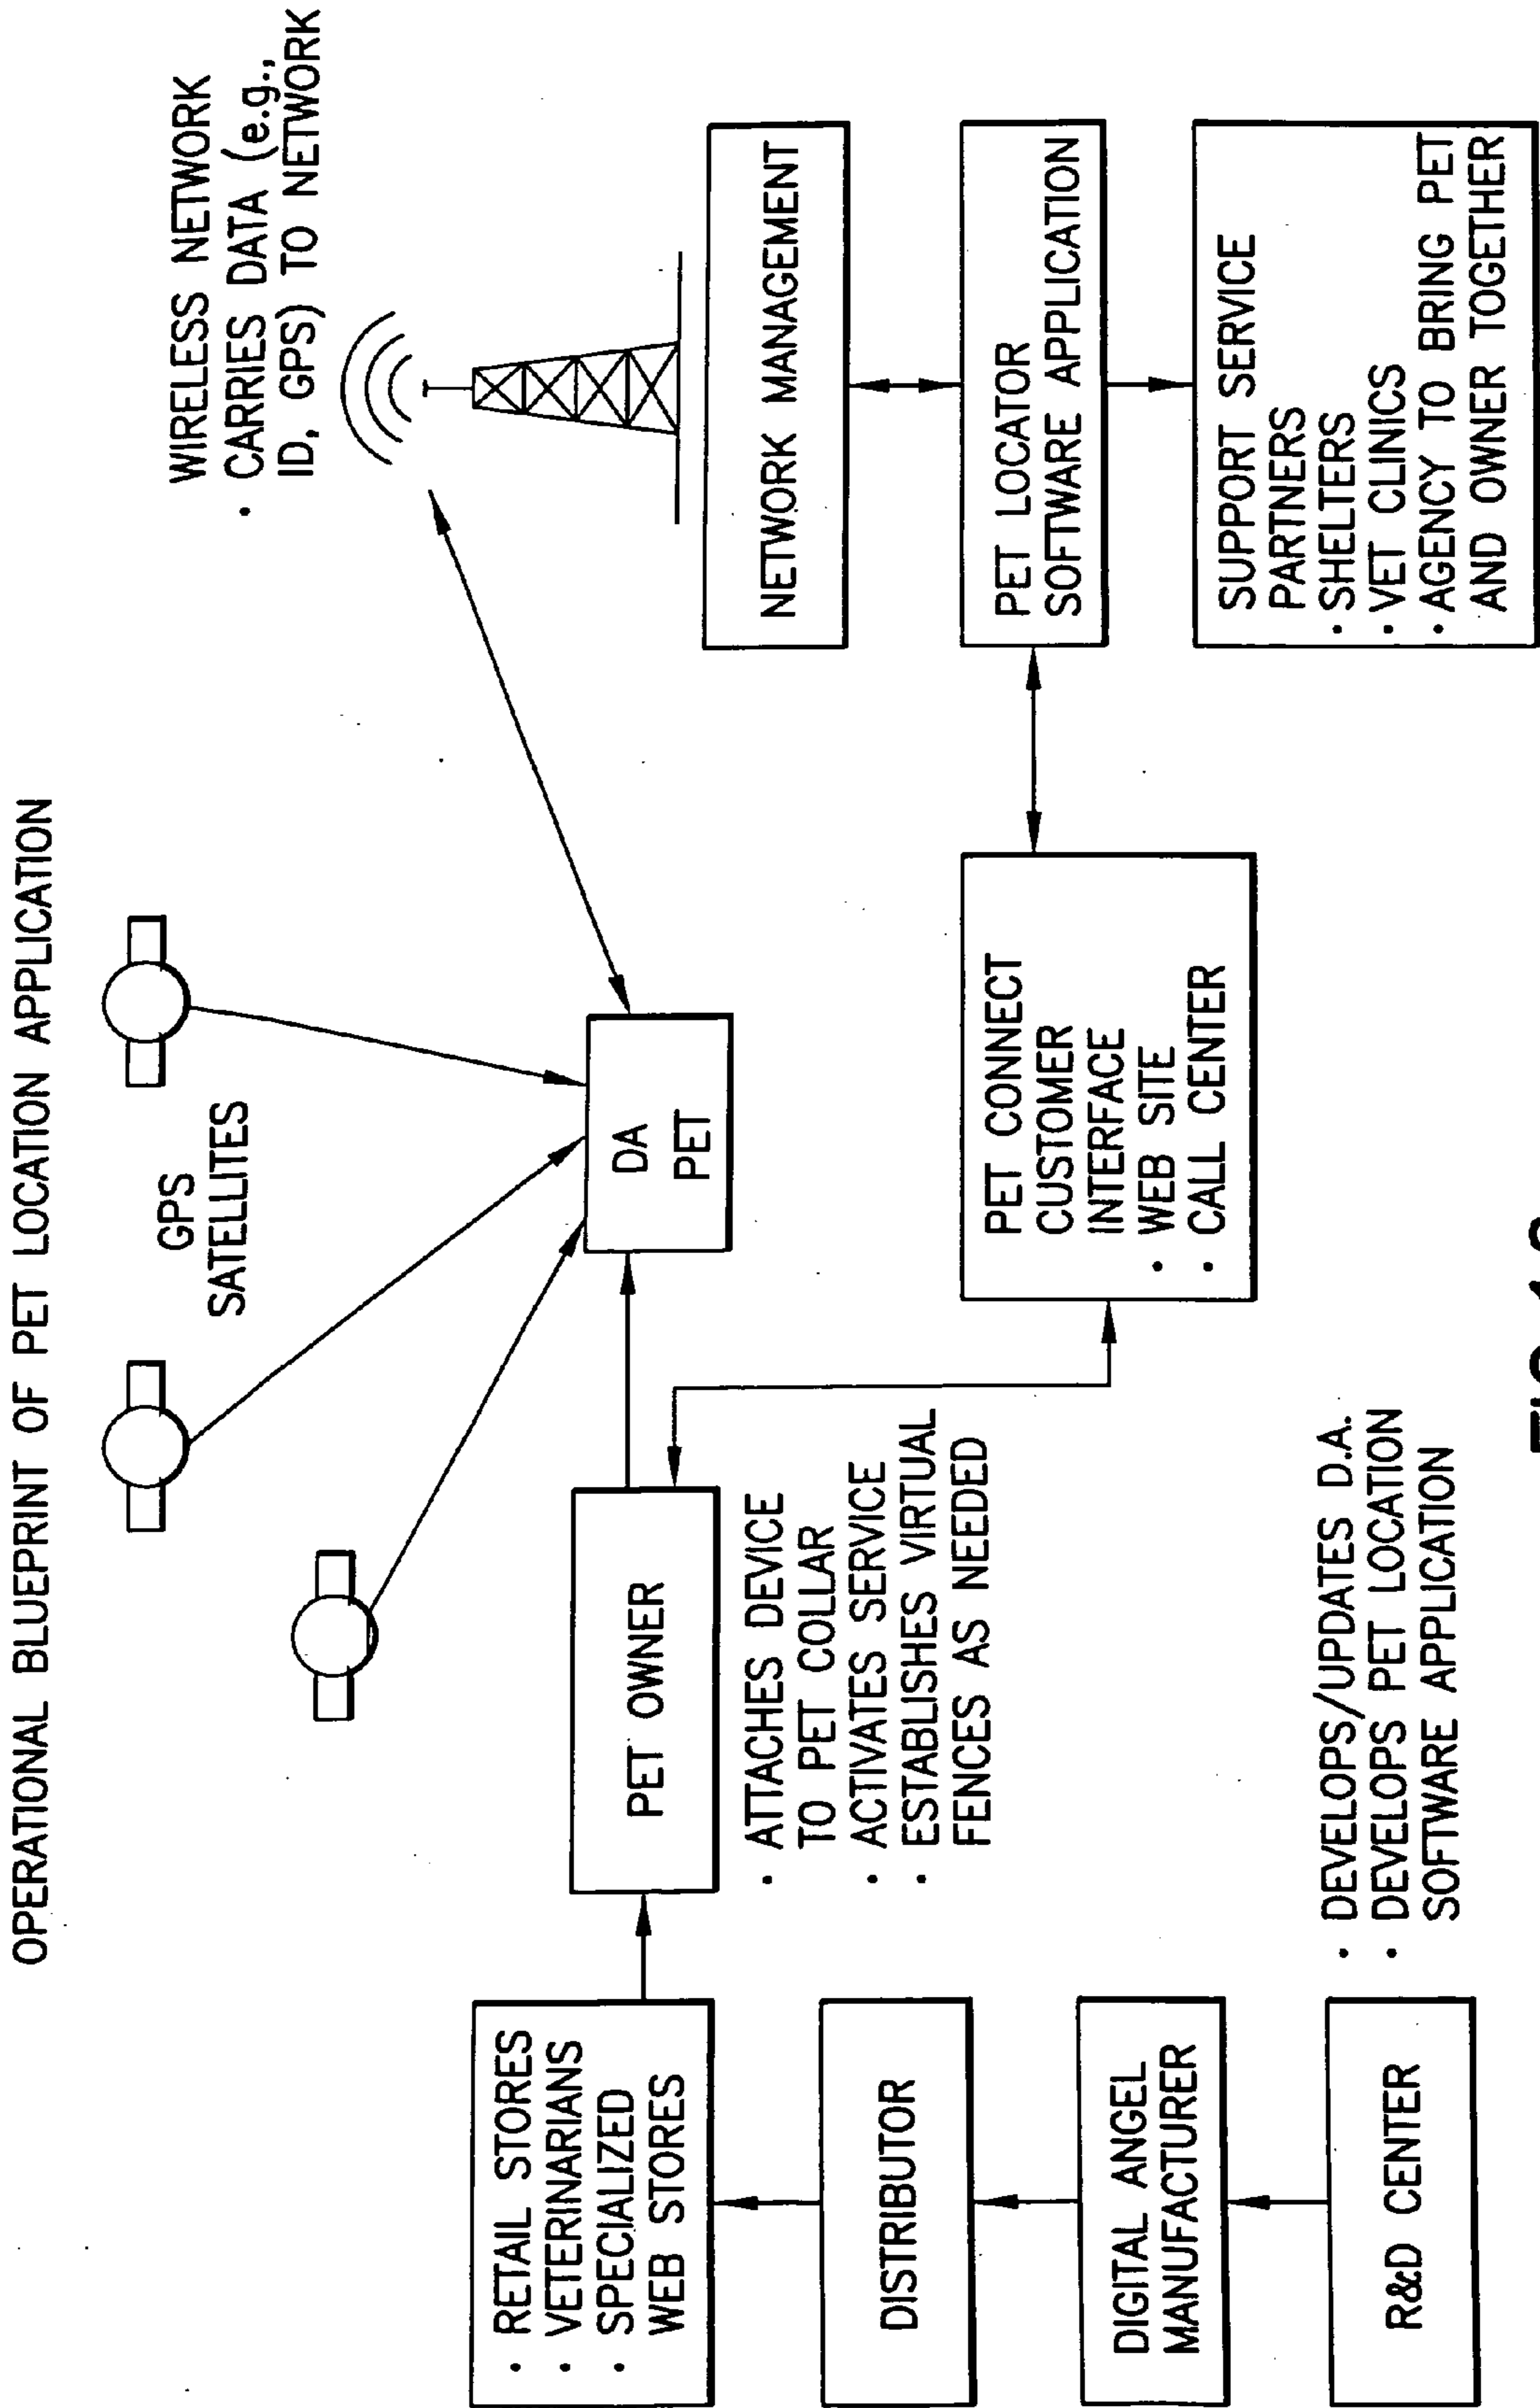 OPERATIONAL BLUEPRINT OF PET LOCATION APPLICATION
GPS
SATELLITES
WIRELESS NETWORK
· CARRIES DATA (e.g.,
ID, GPS) TO NETWORK
· RETAIL STORES
· VETERINARIANS
· SPECIALIZED
WEB STORES
PET OWNER
DA
PET
· ATTACHES DEVICE
TO PET COLLAR
· ACTIVATES SERVICE
· ESTABLISHES VIRTUAL
FENCES AS NEEDED
NETWORK MANAGEMENT
DISTRIBUTOR
PET CONNECT
CUSTOMER
INTERFACE
· WEB SITE
· CALL CENTER
PET LOCATOR
SOFTWARE APPLICATION
DIGITAL ANGEL
MANUFACTURER
SUPPORT SERVICE
PARTNERS
· SHELTERS
· VET CLINICS
· AGENCY TO BRING PET
AND OWNER TOGETHER
R&D CENTER
· DEVELOPS/UPDATES D.A.
· DEVELOPS PET LOCATION
SOFTWARE APPLICATION